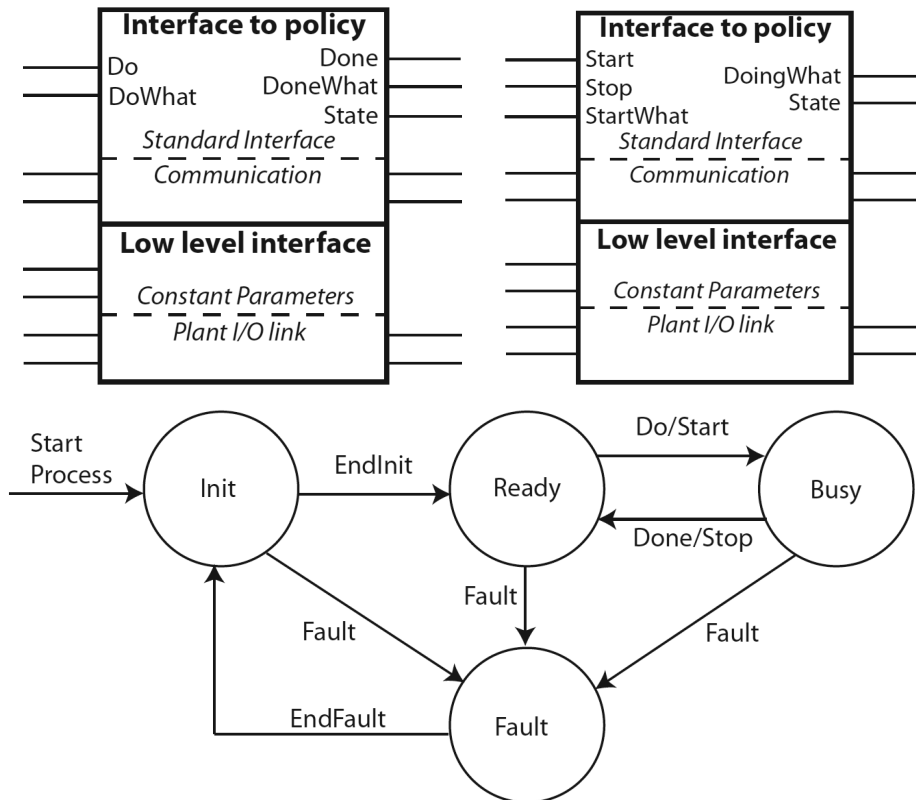 Interface to policy
Do
DoWhat
Done
DoneWhat
State
Standard Interface
Communication
Low level interface
Constant Parameters
Plant I/O link
Interface to policy
Start
Stop
StartWhat
DoingWhat
State
Standard Interface
Communication
Low level interface
Constant Parameters
Plant I/O link
Start
Process
Init
EndInit
Ready
Do/Start
Done/Stop
Busy
Fault
Fault
Fault
EndFault
Fault